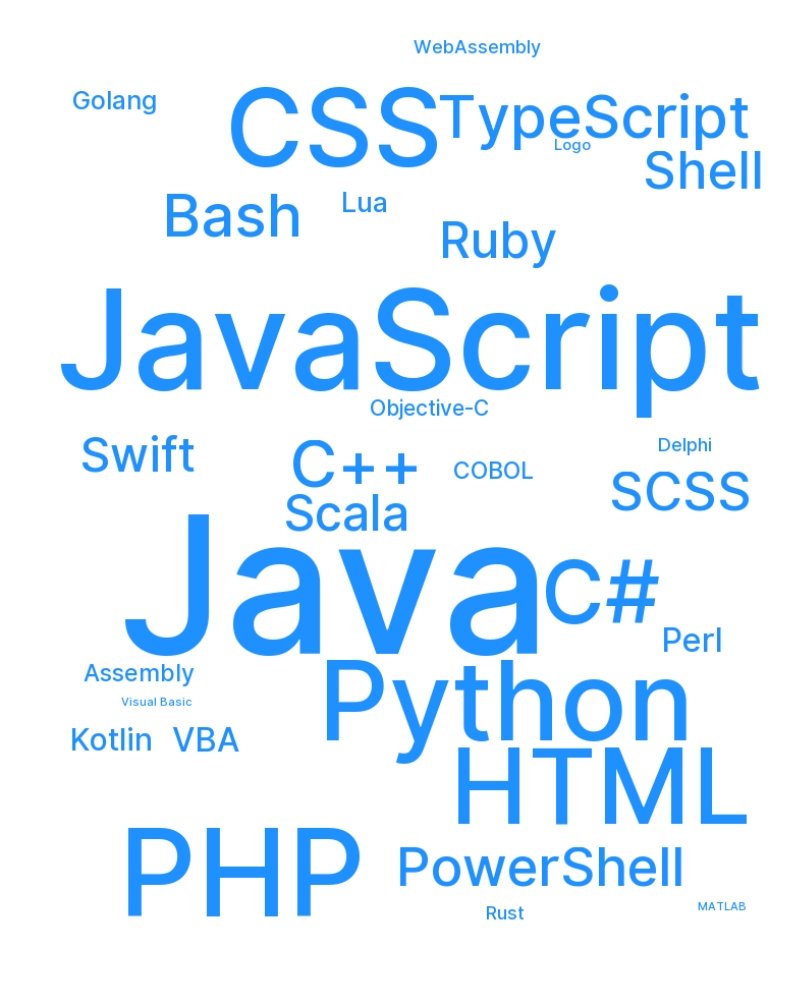 WebAssembly
Golang
CSS
TypeScript
Logo
Shell
Bash
Lua
Ruby
JavaScript
Objective-C
Swift
C++
COBOL
Delphi
SCSS
Scala
Java
C#
Perl
Assembly
Python
Visual Basic
Kotlin
VBA
HTML
PHP
PowerShell
Rust
MATLAB